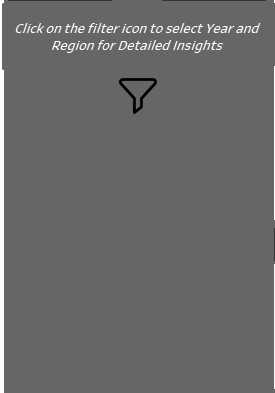 Click on the filter icon to select Year and
Region for Detailed Insights